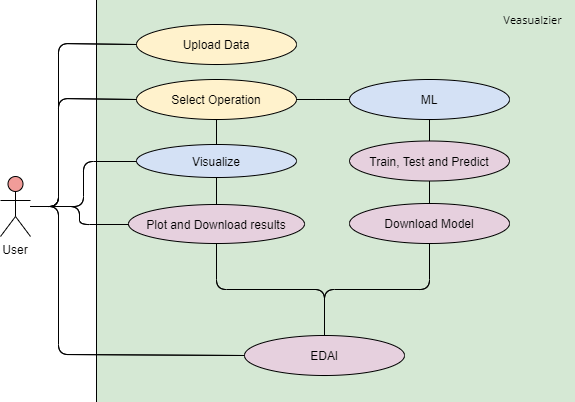 Veasualzier
Upload Data
Select Operation
ML
Visualize
Train, Test and Predict
Plot and Download results
Download Model
User
EDAI